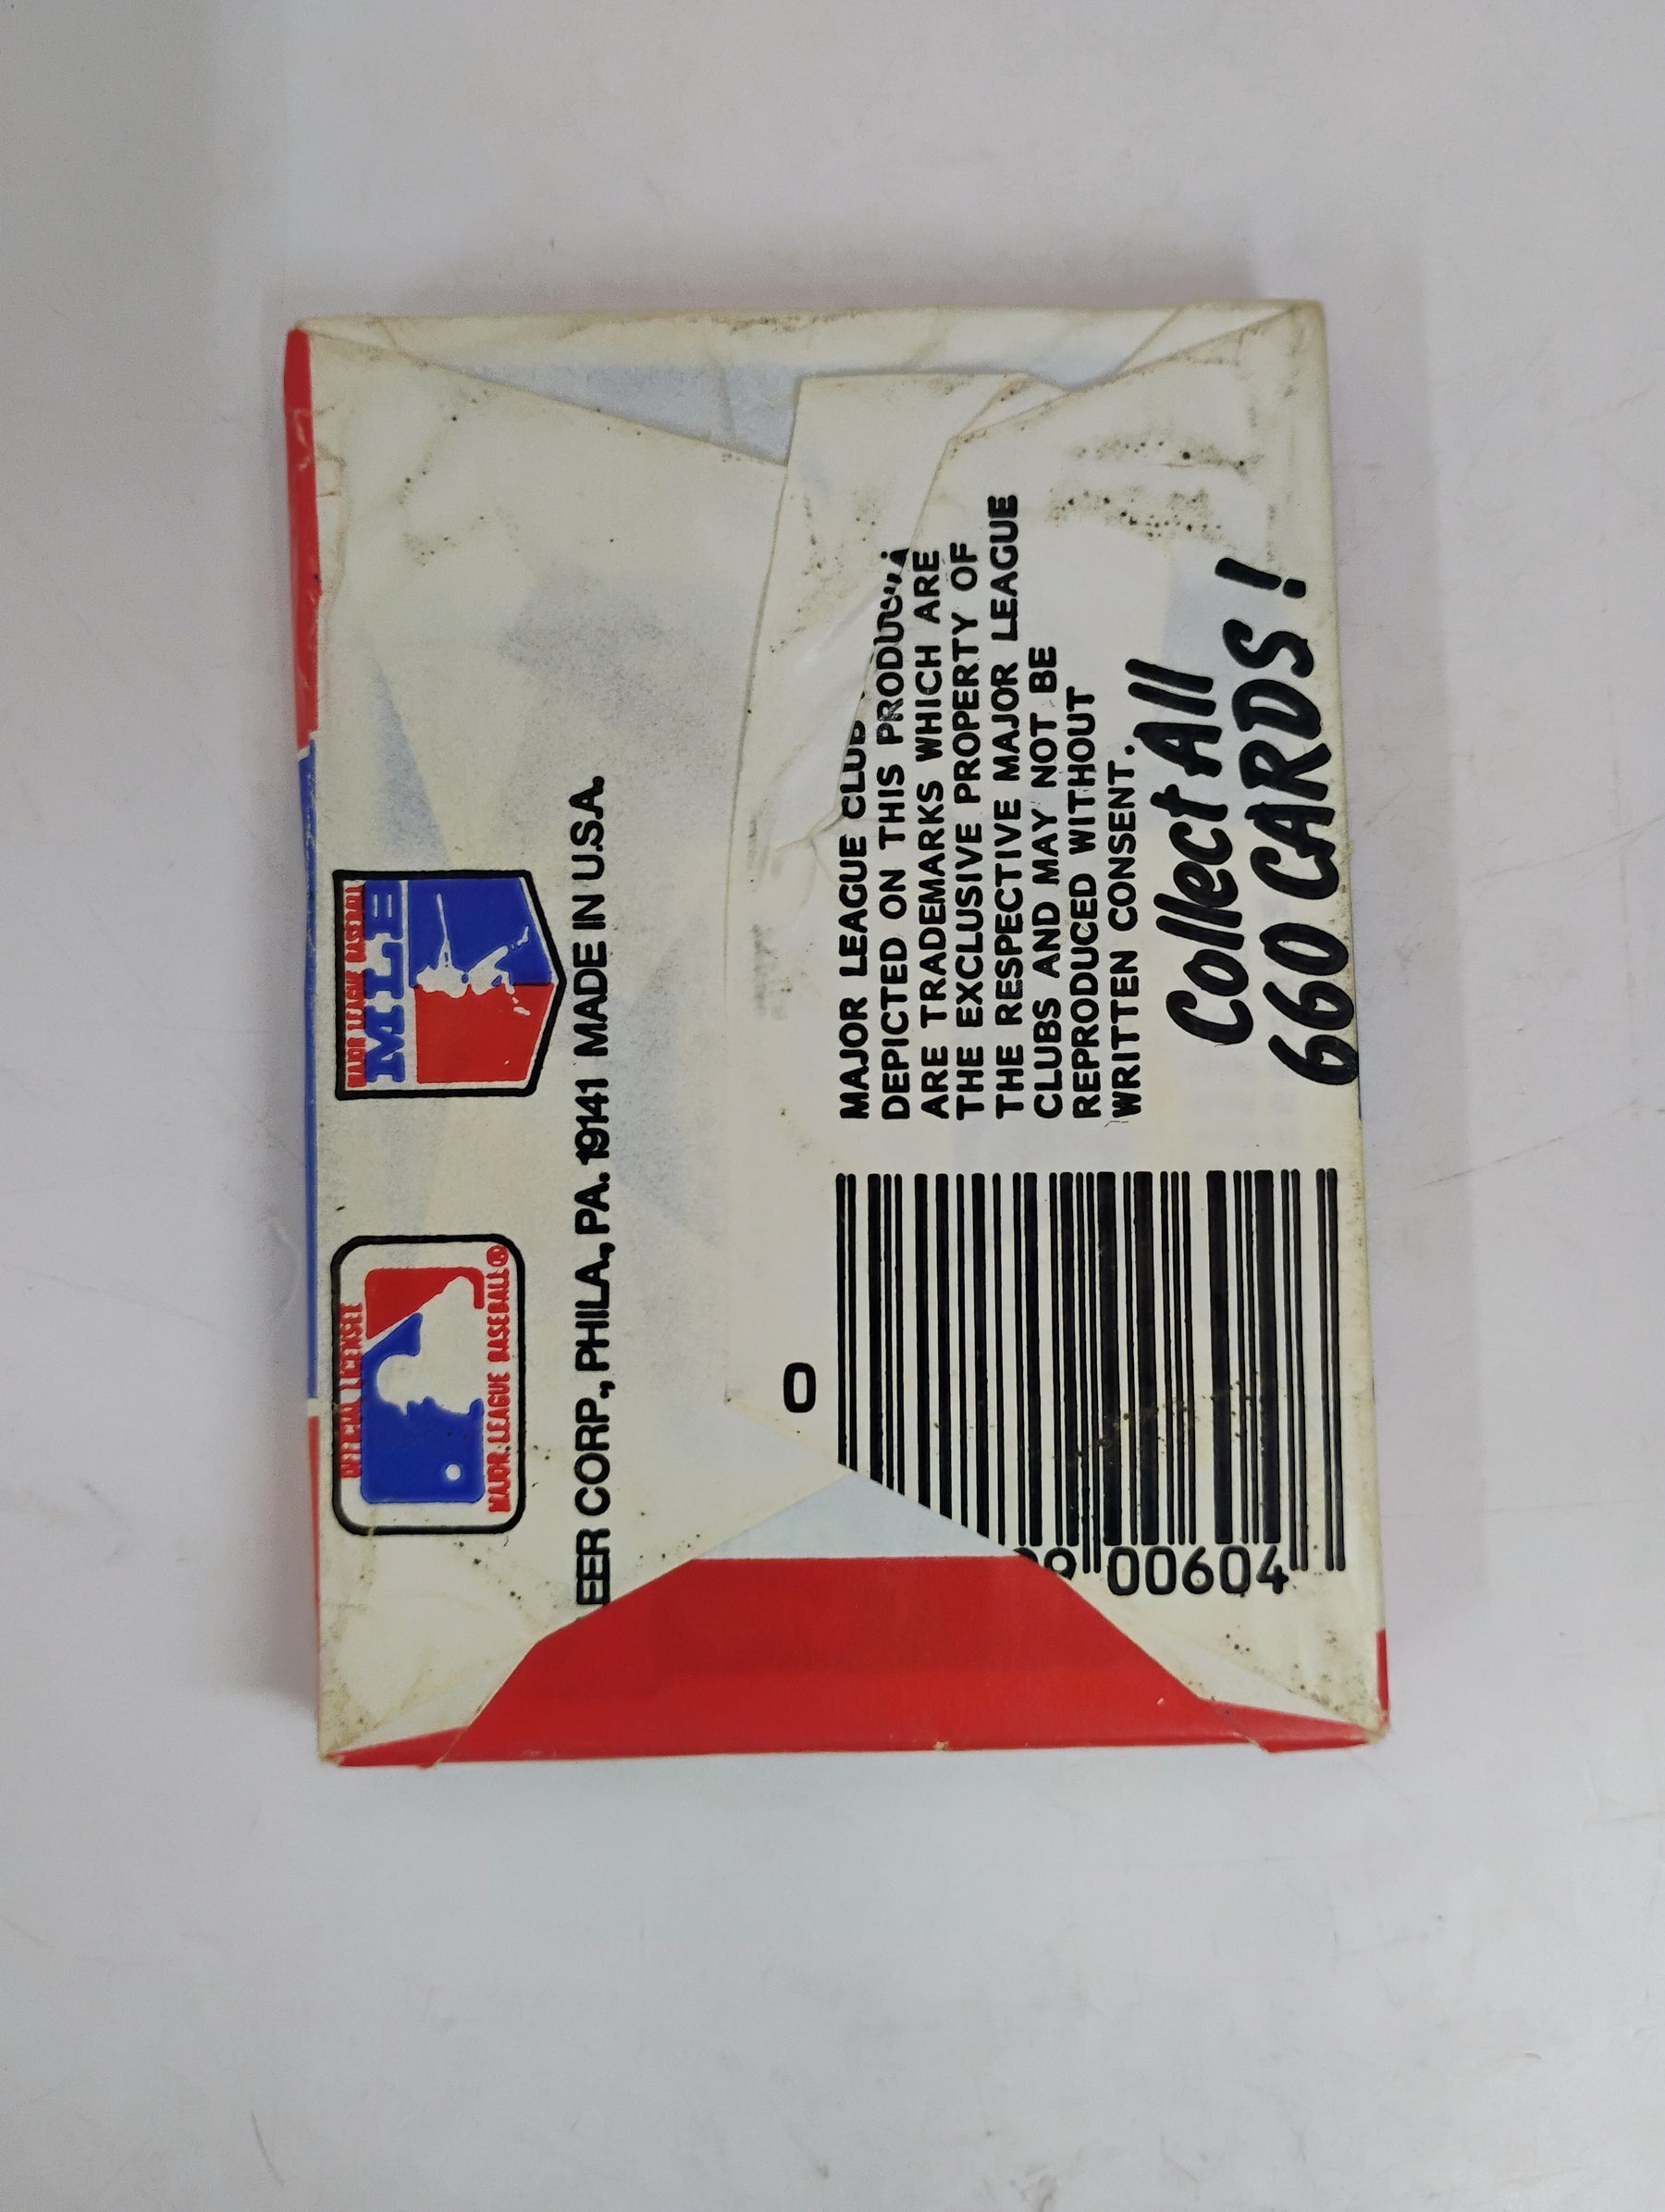 OFFICIAL LICENSEE
MAJOR LEAGUE BASEBALL®
MAJOR LEAGUE BASEBALL
EER CORP., PHILA., PA. 19141 MADE IN U.S.A.
0
MAJOR LEAGUE CLUB
DEPICTED ON THIS
ARE TRADEMARKS WHICH ARE
THE EXCLUSIVE PROPERTY OF
THE RESPECTIVE MAJOR LEAGUE
CLUBS AND MAY NOT BE
REPRODUCED WITHOUT
WRITTEN CONSENT.
Collect All
660 CARDS!
00604